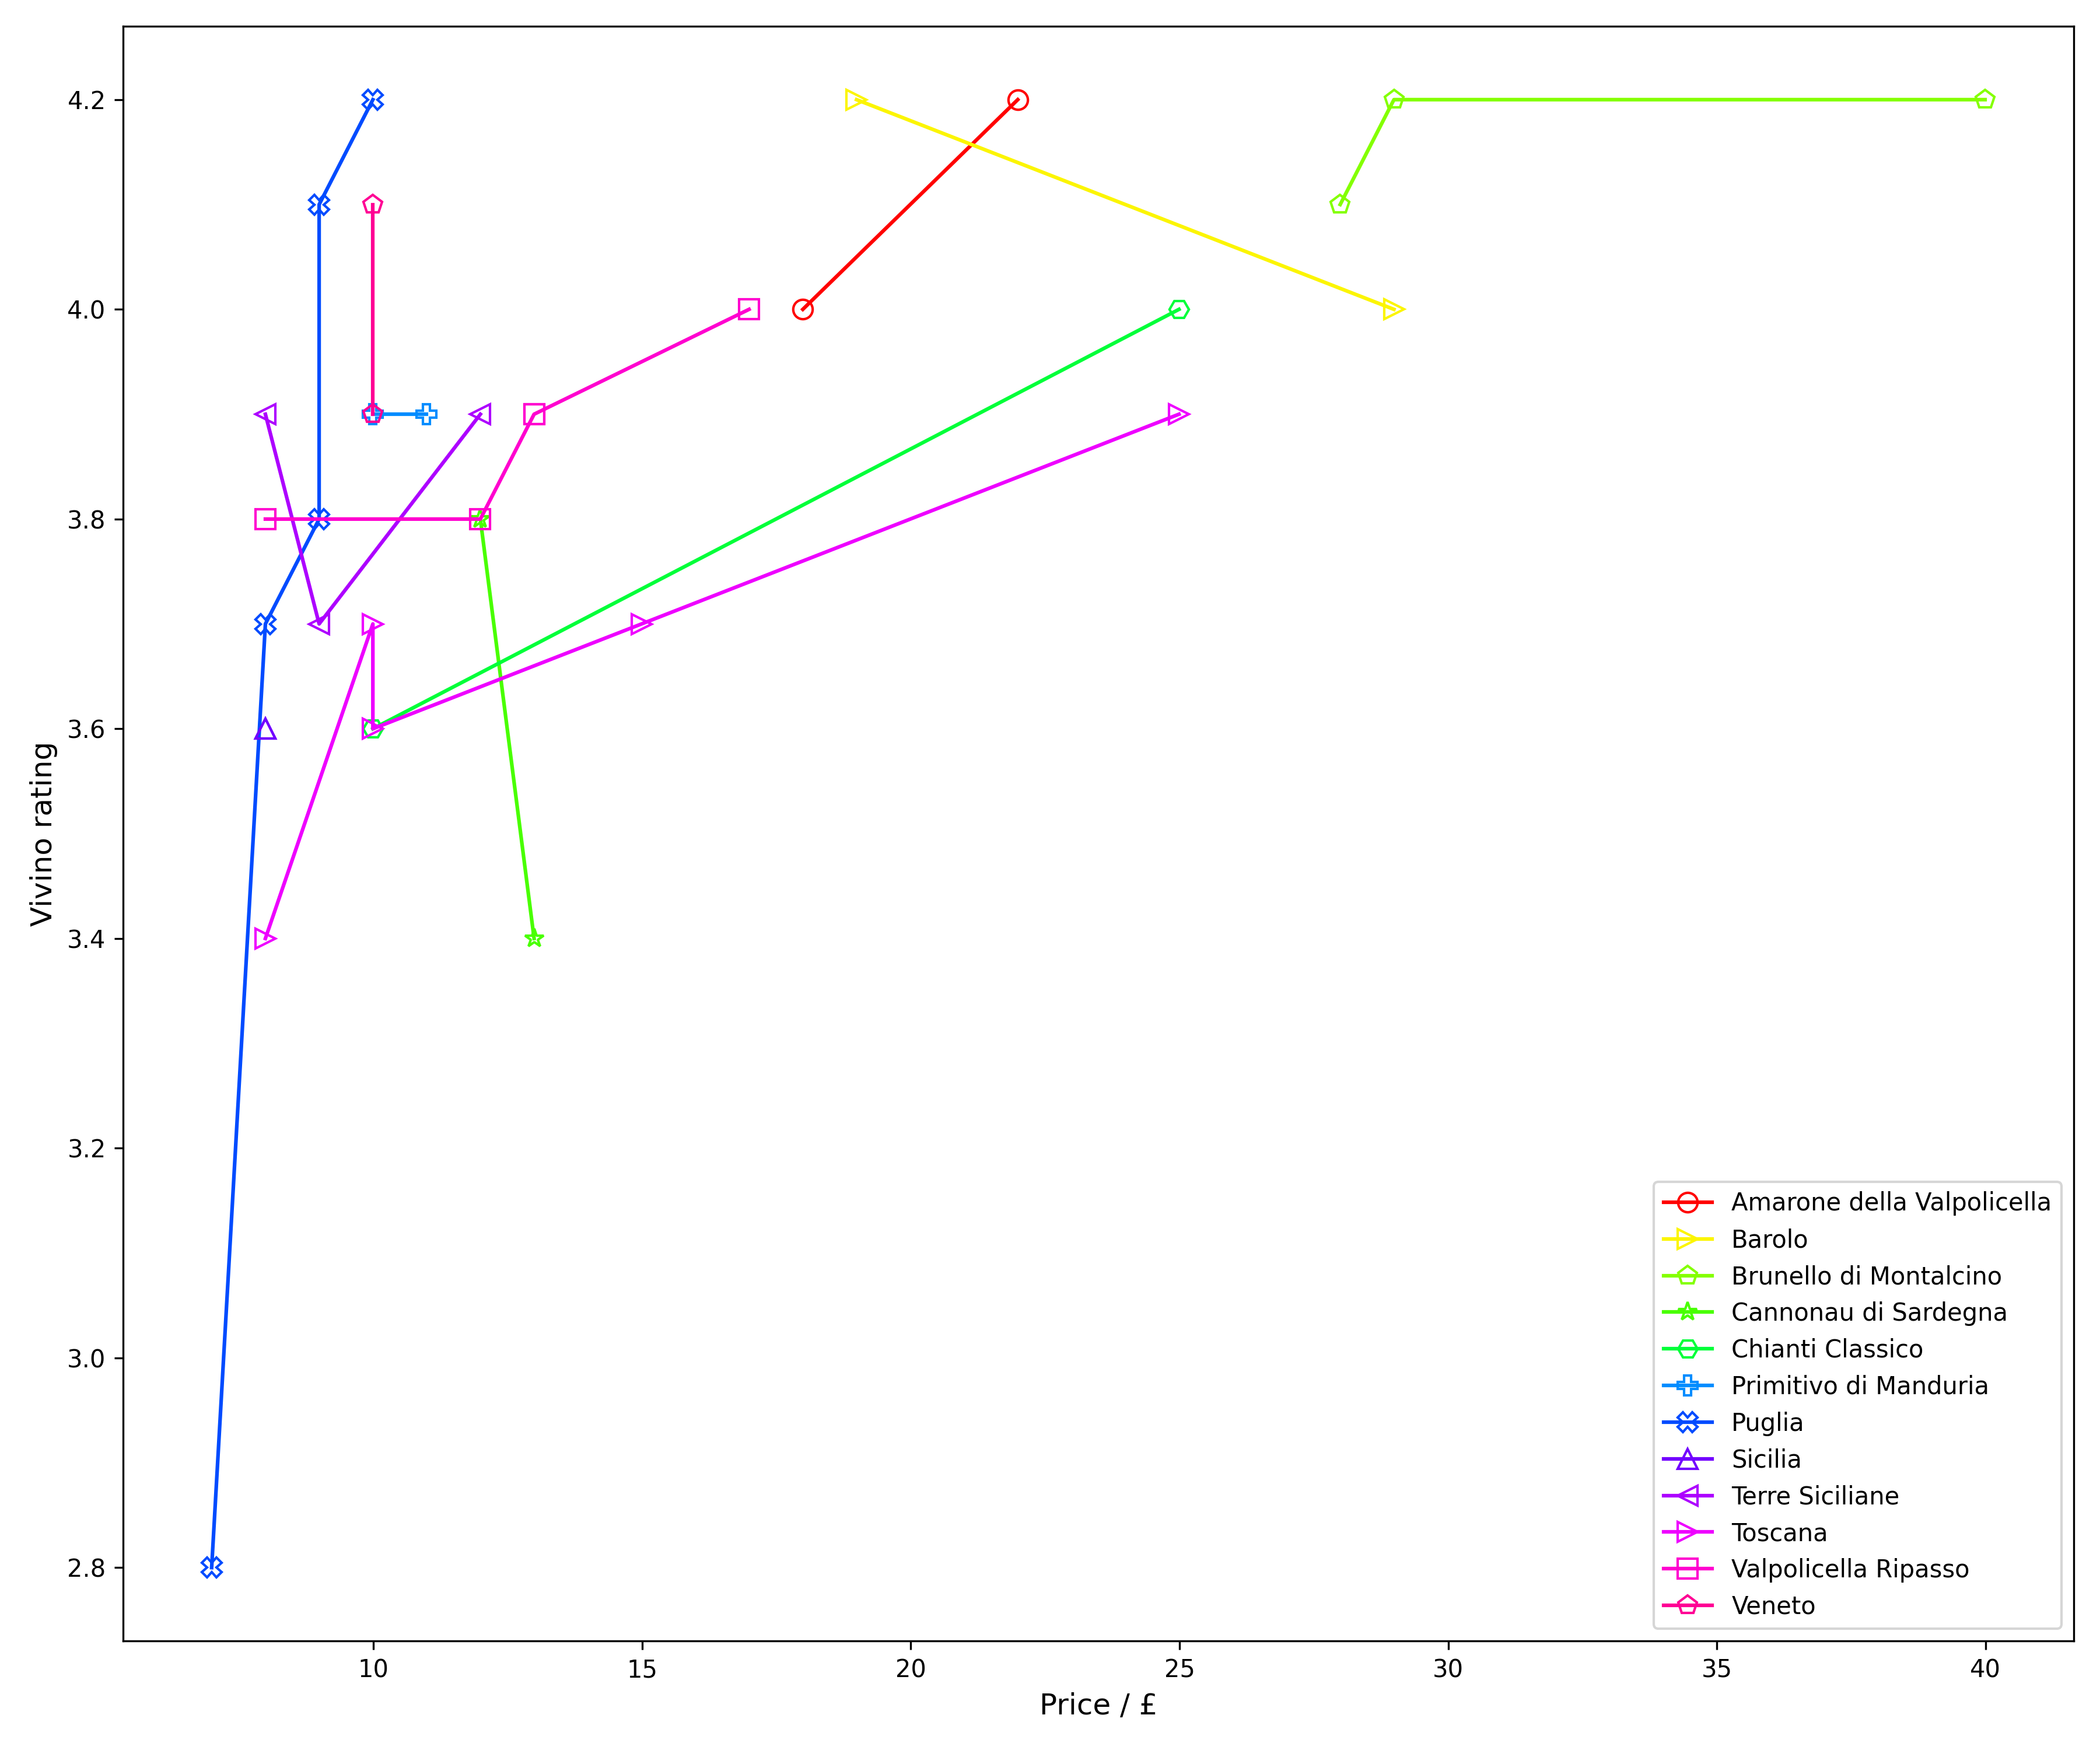 4.2
4.0
3.8
3.6
3.4
3.2
3.0
2.8
Vivino rating
10 15 20 25 30 35 40
Price / £
Amarone della Valpolicella
Barolo
Brunello di Montalcino
Cannonau di Sardegna
Chianti Classico
Primitivo di Manduria
Puglia
Sicilia
Terre Siciliane
Toscana
Valpolicella Ripasso
Veneto